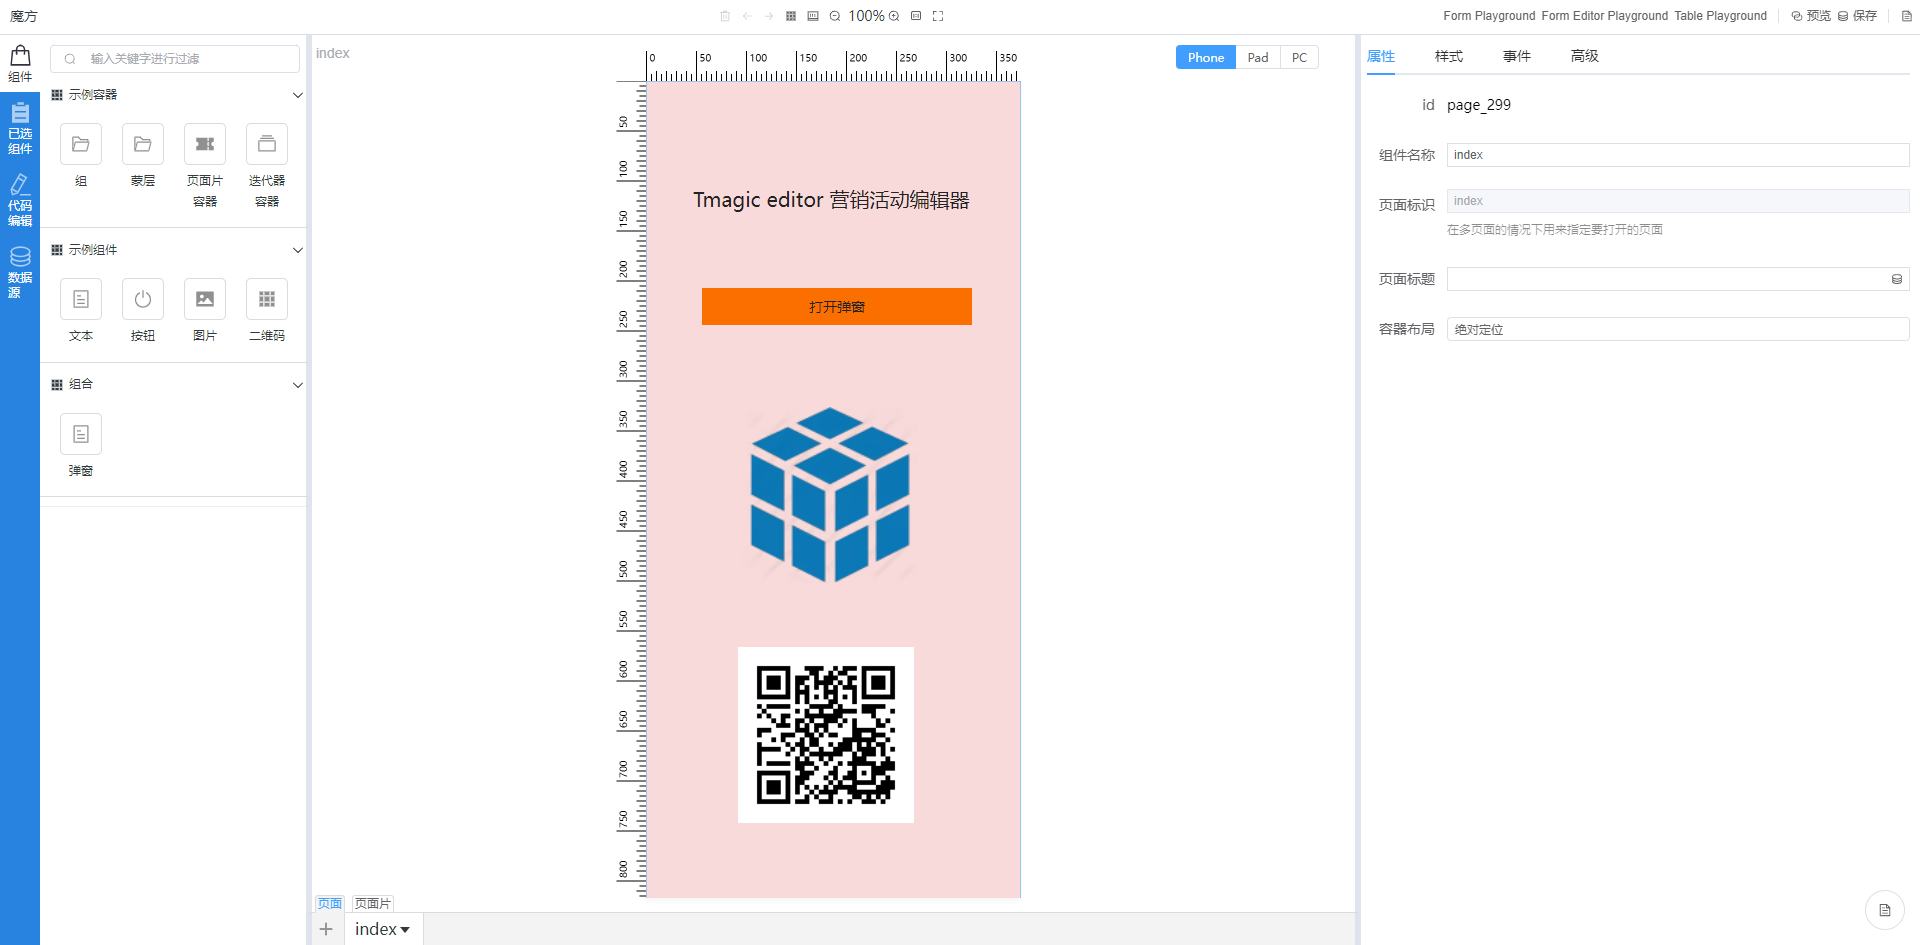 魔方
100%
Form Playground Form Editor Playground Table Playground 预览 保存
组件
已选
组件
代码
编辑
数据
源
输入关键字进行过滤
示例容器
组 蒙层 页面片
容器 迭代器
容器
示例组件
文本 按钮 图片 二维码
组合
弹窗
index
0 50 100 150 200 250 300 350
Phone Pad PC
50
100
150
200
250
300
350
400
450
500
550
600
650
700
750
800
Tmagic editor 营销活动编辑器
打开弹窗
页面 页面片
index
属性 样式 事件 高级
id page_299
组件名称 index
页面标识 index
在多页面的情况下用来指定要打开的页面
页面标题
容器布局 绝对定位